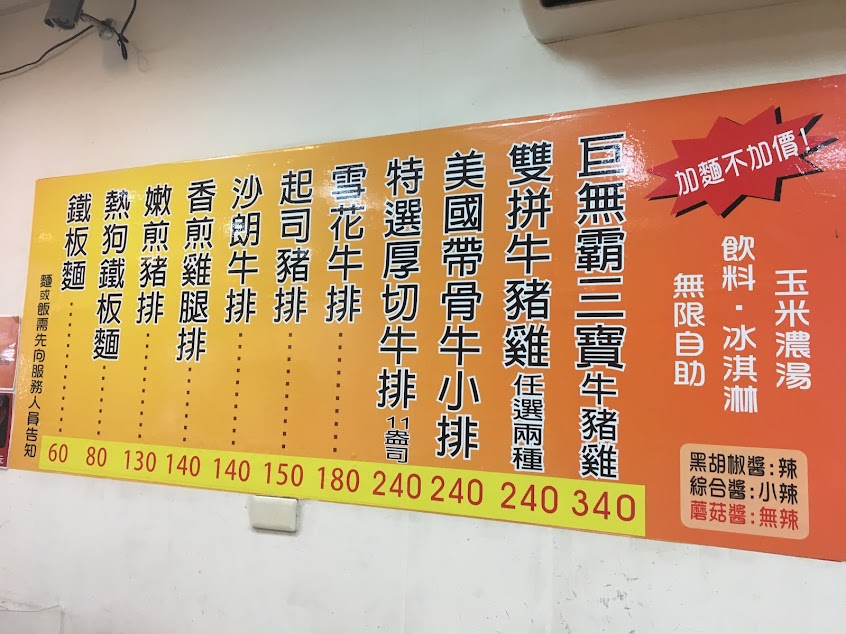 加麵不加價!
玉米濃湯
飲料·冰淇淋
無限自助
黑胡椒醬:辣
綜合醬:小辣
蘑菇醬:無辣
巨無霸三寶牛豬雞 340
雙拼牛豬雞任選兩種 240
美國帶骨牛小排 240
特選厚切牛排11盎司 240
雪花牛排 180
起司豬排 150
沙朗牛排 140
香煎雞腿排 140
嫩煎豬排 130
熱狗鐵板麵 80
鐵板麵 60
麵或飯需先向服務人員告知